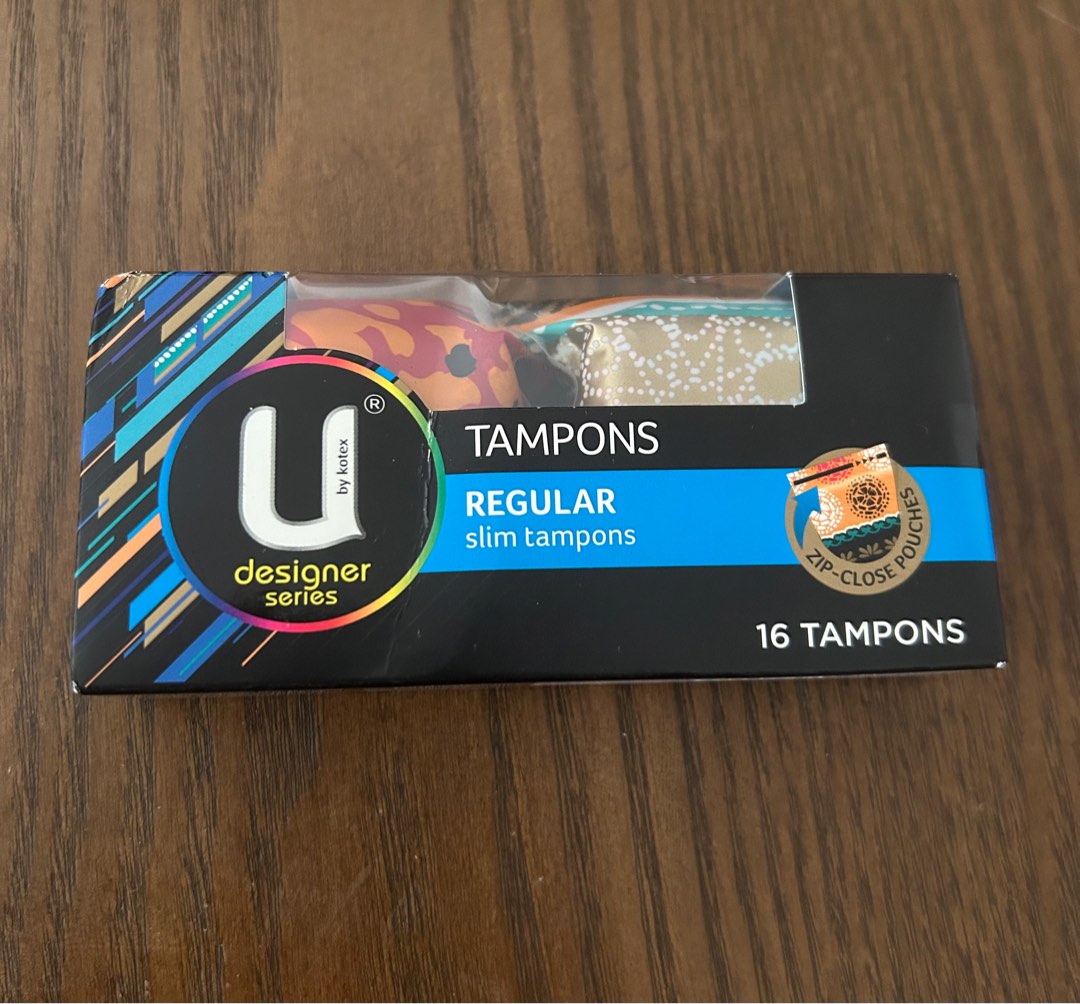 U®
by kotex
designer
series
TAMPONS
REGULAR
slim tampons
ZIP-CLOSE POUCHES
16 TAMPONS